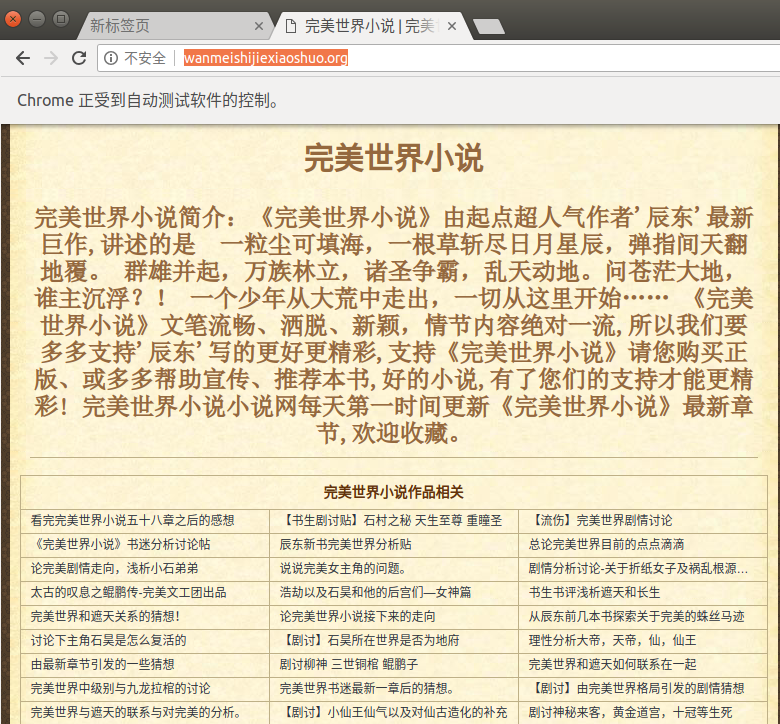 新标签页
完美世界小说 | 完美
不安全 wanmeishijiexiaoshuo.org
Chrome 正受到自动测试软件的控制。
完美世界小说
完美世界小说简介：《完美世界小说》由起点超人气作者'辰东'最新
巨作,讲述的是 一粒尘可填海，一根草斩尽日月星辰，弹指间天翻
地覆。 群雄并起，万族林立，诸圣争霸，乱天动地。问苍茫大地，
谁主沉浮？！ 一个少年从大荒中走出，一切从这里开始…… 《完美
世界小说》文笔流畅、洒脱、新颖，情节内容绝对一流,所以我们要
多多支持'辰东'写的更好更精彩,支持《完美世界小说》请您购买正
版、或多多帮助宣传、推荐本书,好的小说,有了您们的支持才能更精
彩！完美世界小说小说网每天第一时间更新《完美世界小说》最新章
节,欢迎收藏。
完美世界小说作品相关
看完完美世界小说五十八章之后的感想 【书生剧讨贴】石村之秘 天生至尊 重瞳圣 【流伤】完美世界剧情讨论
《完美世界小说》书迷分析讨论帖 辰东新书完美世界分析贴 总论完美世界目前的点点滴滴
论完美剧情走向，浅析小石弟弟 说说完美女主角的问题。 剧情分析讨论-关于折纸女子及祸乱根源...
太古的叹息之鲲鹏传-完美文工团出品 浩劫以及石昊和他的后宫们—女神篇 书生书评浅析遮天和长生
完美世界和遮天关系的猜想！ 论完美世界小说接下来的走向 从辰东前几本书探索关于完美的蛛丝马迹
讨论下主角石昊是怎么复活的 【剧讨】石昊所在世界是否为地府 理性分析大帝，天帝，仙，仙王
由最新章节引发的一些猜想 剧讨柳神 三世铜棺 鲲鹏子 完美世界和遮天如何联系在一起
完美世界中级别与九龙拉棺的讨论 完美世界书迷最新一章后的猜想。 【剧讨】由完美世界格局引发的剧情猜想
完美世界与遮天的联系与对完美的分析。 【剧讨】小仙王仙气以及对仙古造化的补充 剧讨神秘来客，黄金道宫，十冠等生死